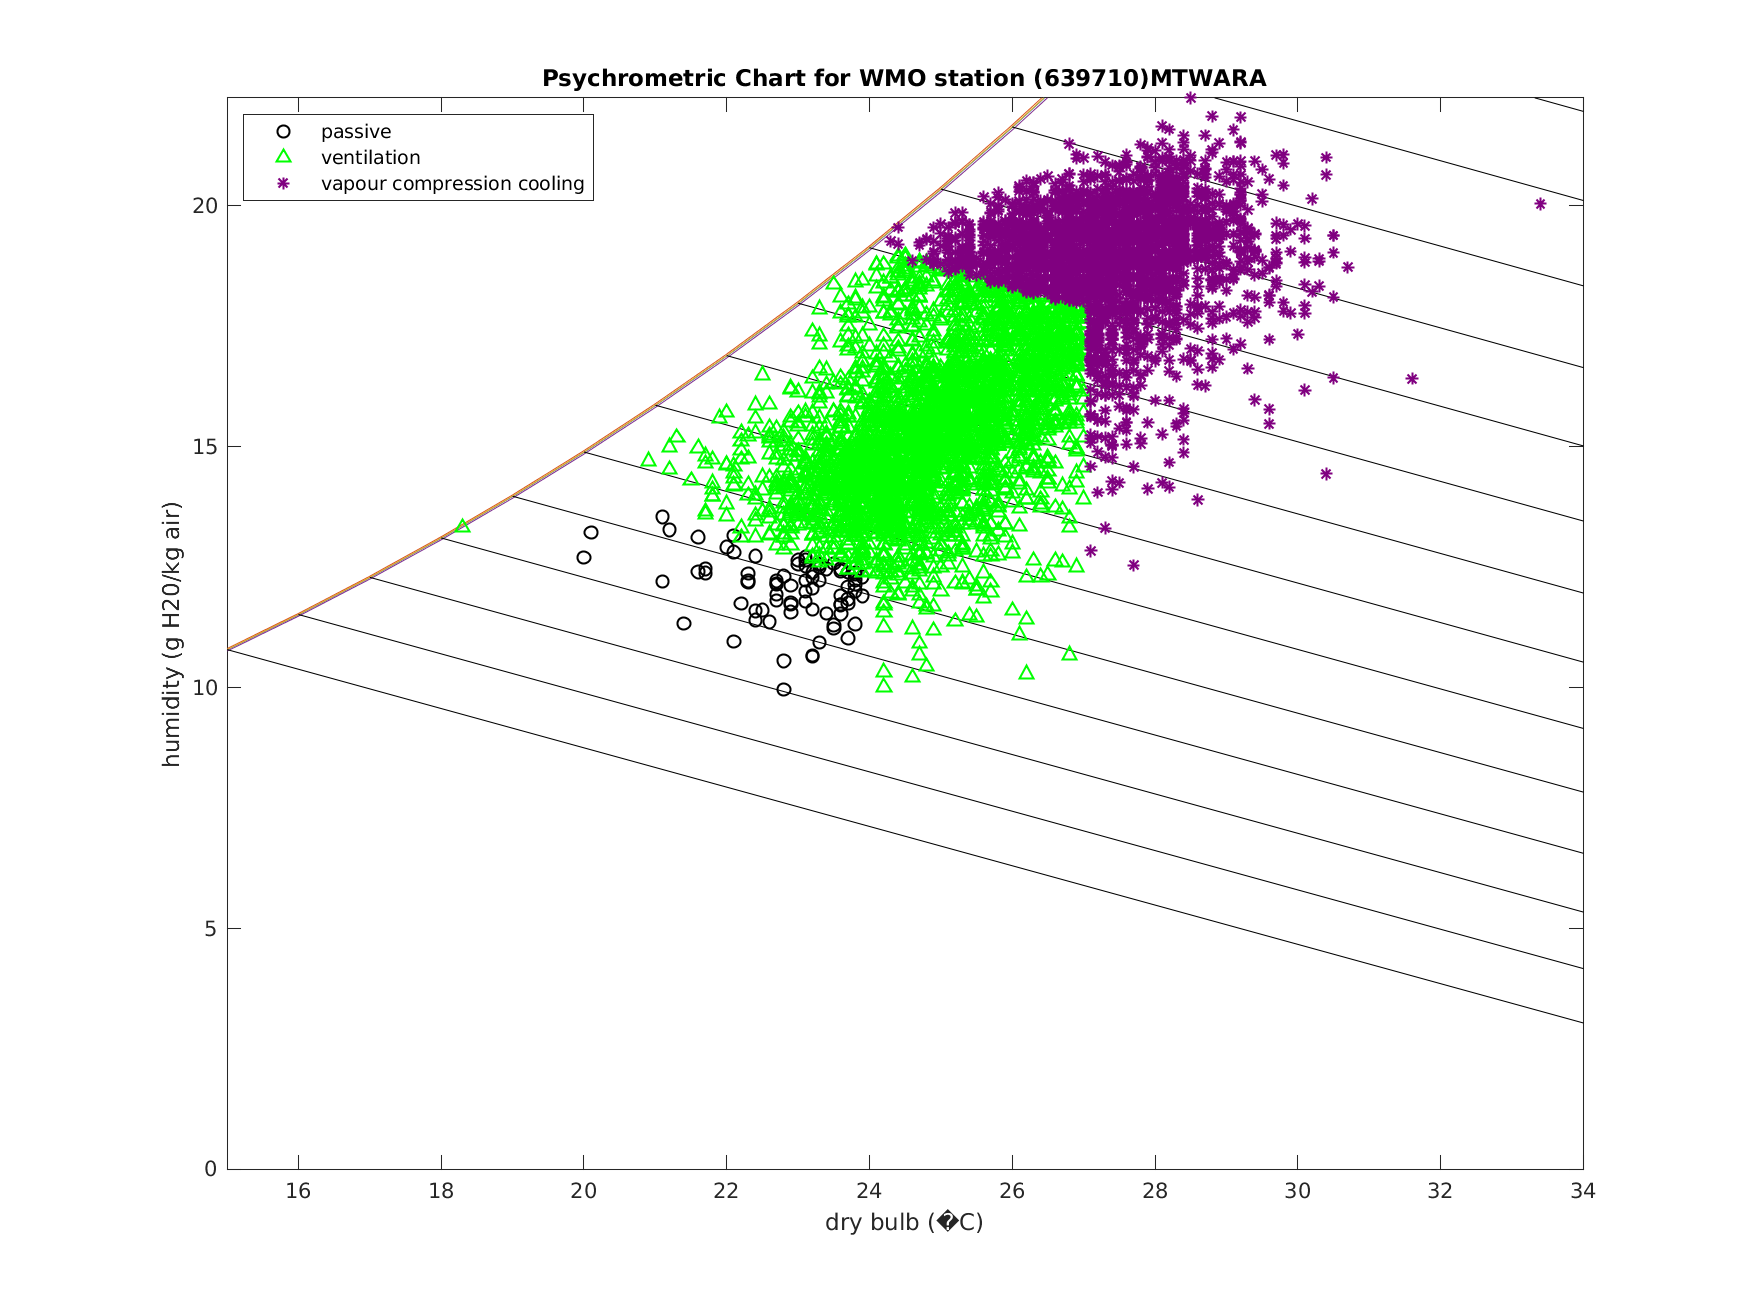 Psychrometric Chart for WMO station (639710)MTWARA
passive
ventilation
vapour compression cooling
20
15
10
5
0
humidity (g H20/kg air)
16 18 20 22 24 26 28 30 32 34
dry bulb (�C)